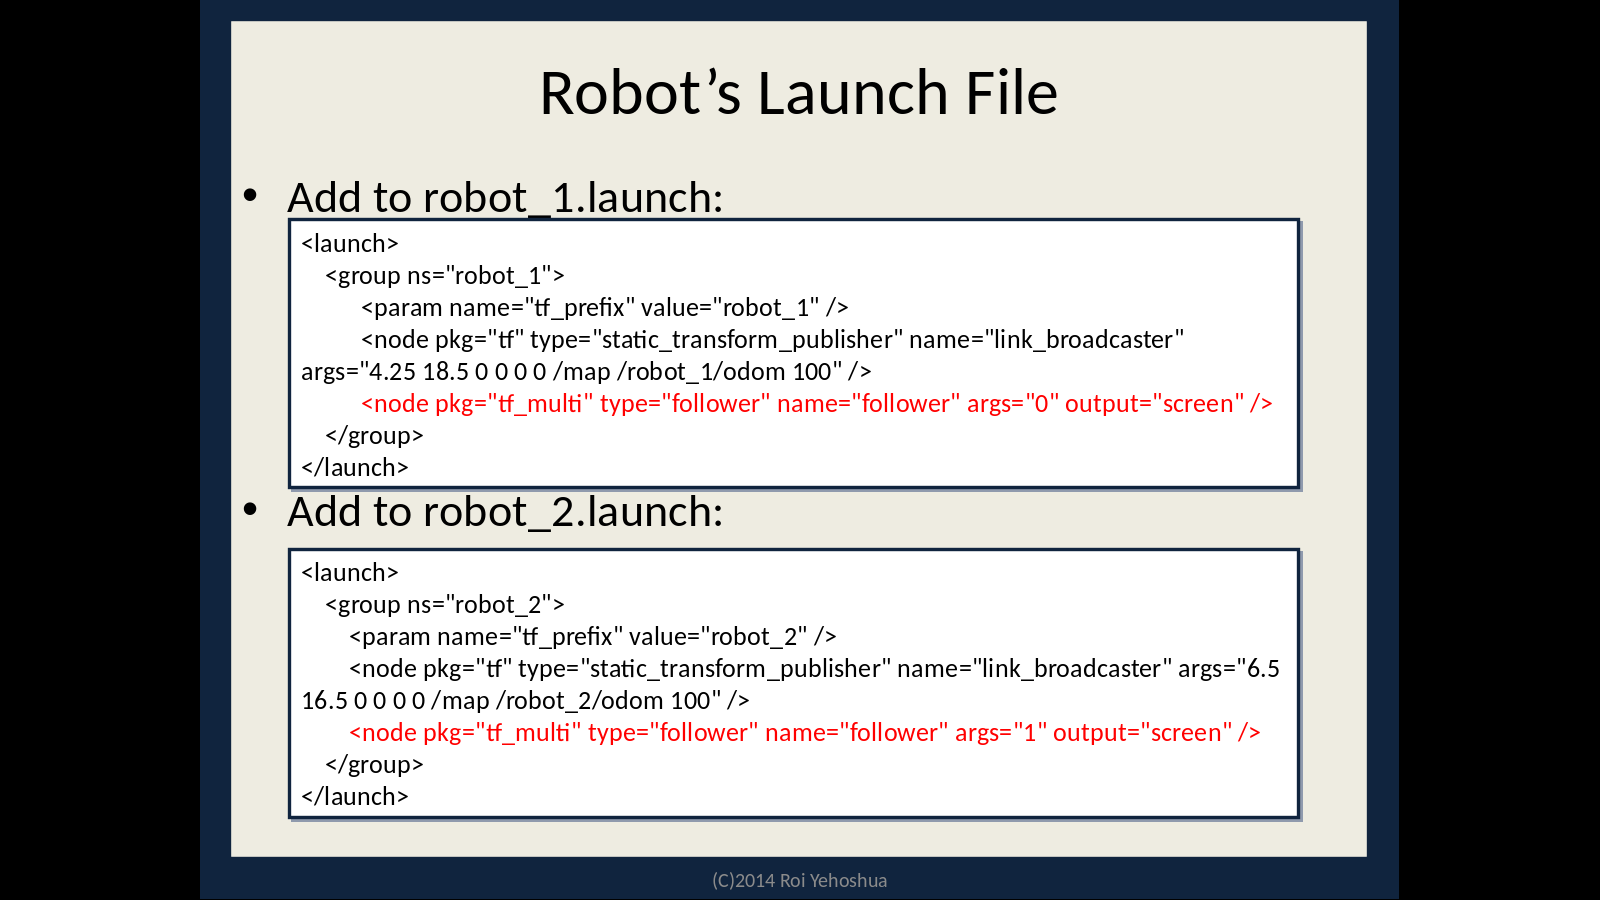 Robot’s Launch File
• Add to robot_1.launch:
<launch>
<group ns="robot_1">
<param name="tf_prefix" value="robot_1" />
<node pkg="tf" type="static_transform_publisher" name="link_broadcaster"
args="4.25 18.5 0 0 0 0 /map /robot_1/odom 100" />
<node pkg="tf_multi" type="follower" name="follower" args="0" output="screen" />
</group>
</launch>
• Add to robot_2.launch:
<launch>
<group ns="robot_2">
<param name="tf_prefix" value="robot_2" />
<node pkg="tf" type="static_transform_publisher" name="link_broadcaster" args="6.5
16.5 0 0 0 0 /map /robot_2/odom 100" />
<node pkg="tf_multi" type="follower" name="follower" args="1" output="screen" />
</group>
</launch>
(C)2014 Roi Yehoshua